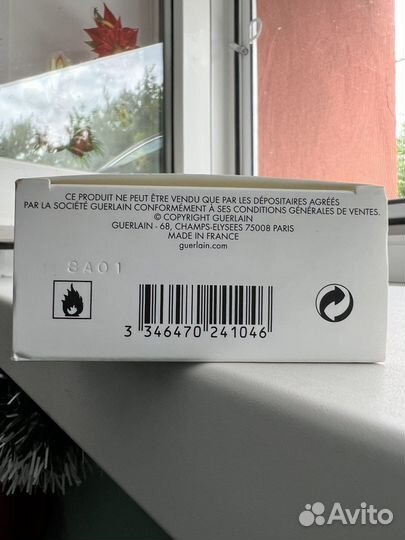 CE PRODUIT NE PEUT ÊTRE VENDU QUE PAR LES DÉPOSITAIRES AGRÉÉS
PAR LA SOCIÉTÉ GUERLAIN CONFORMÉMENT À SES CONDITIONS GÉNÉRALES DE VENTES.
© COPYRIGHT GUERLAIN
GUERLAIN - 68, CHAMPS-ELYSEES 75008 PARIS
MADE IN FRANCE
guerlain.com
8A01
3 346470 241046
Avito